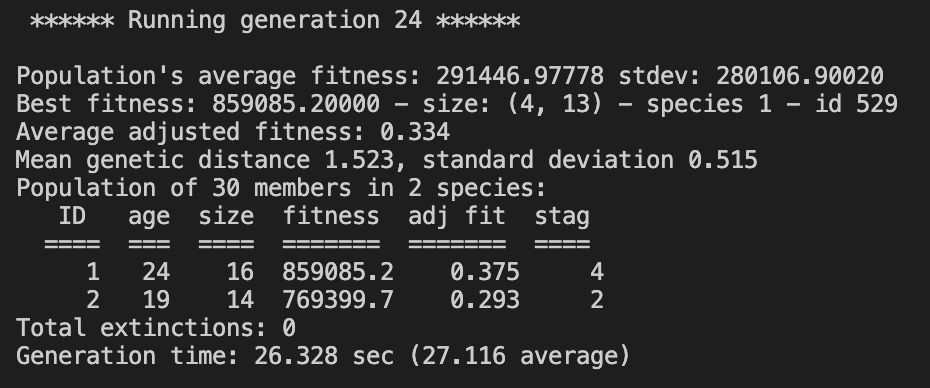 ****** Running generation 24 ******
Population's average fitness: 291446.97778 stdev: 280106.90020
Best fitness: 859085.20000 - size: (4, 13) - species 1 - id 529
Average adjusted fitness: 0.334
Mean genetic distance 1.523, standard deviation 0.515
Population of 30 members in 2 species:
   ID   age  size   fitness   adj fit  stag
  ====  ===  ====  =======  =======  ====
     1   24    16  859085.2    0.375     4
     2   19    14  769399.7    0.293     2
Total extinctions: 0
Generation time: 26.328 sec (27.116 average)